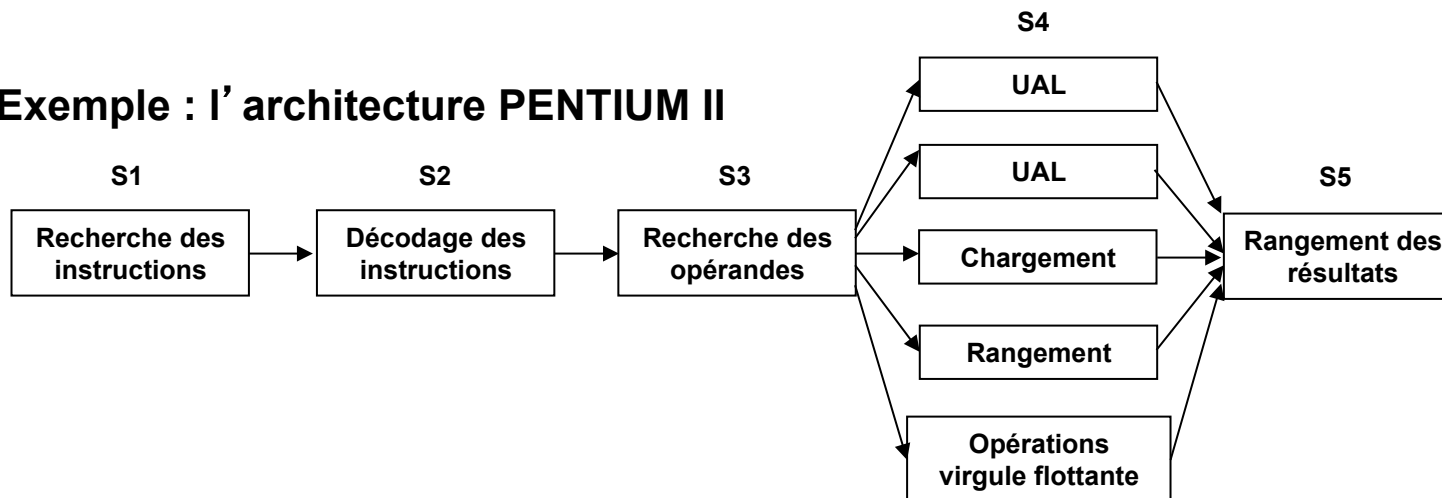 S4
UAL
Exemple : l’architecture PENTIUM II
S1
S2
S3
UAL
S5
Recherche des
instructions
Décodage des
instructions
Recherche des
opérandes
Chargement
Rangement des
résultats
Rangement
Opérations
virgule flottante